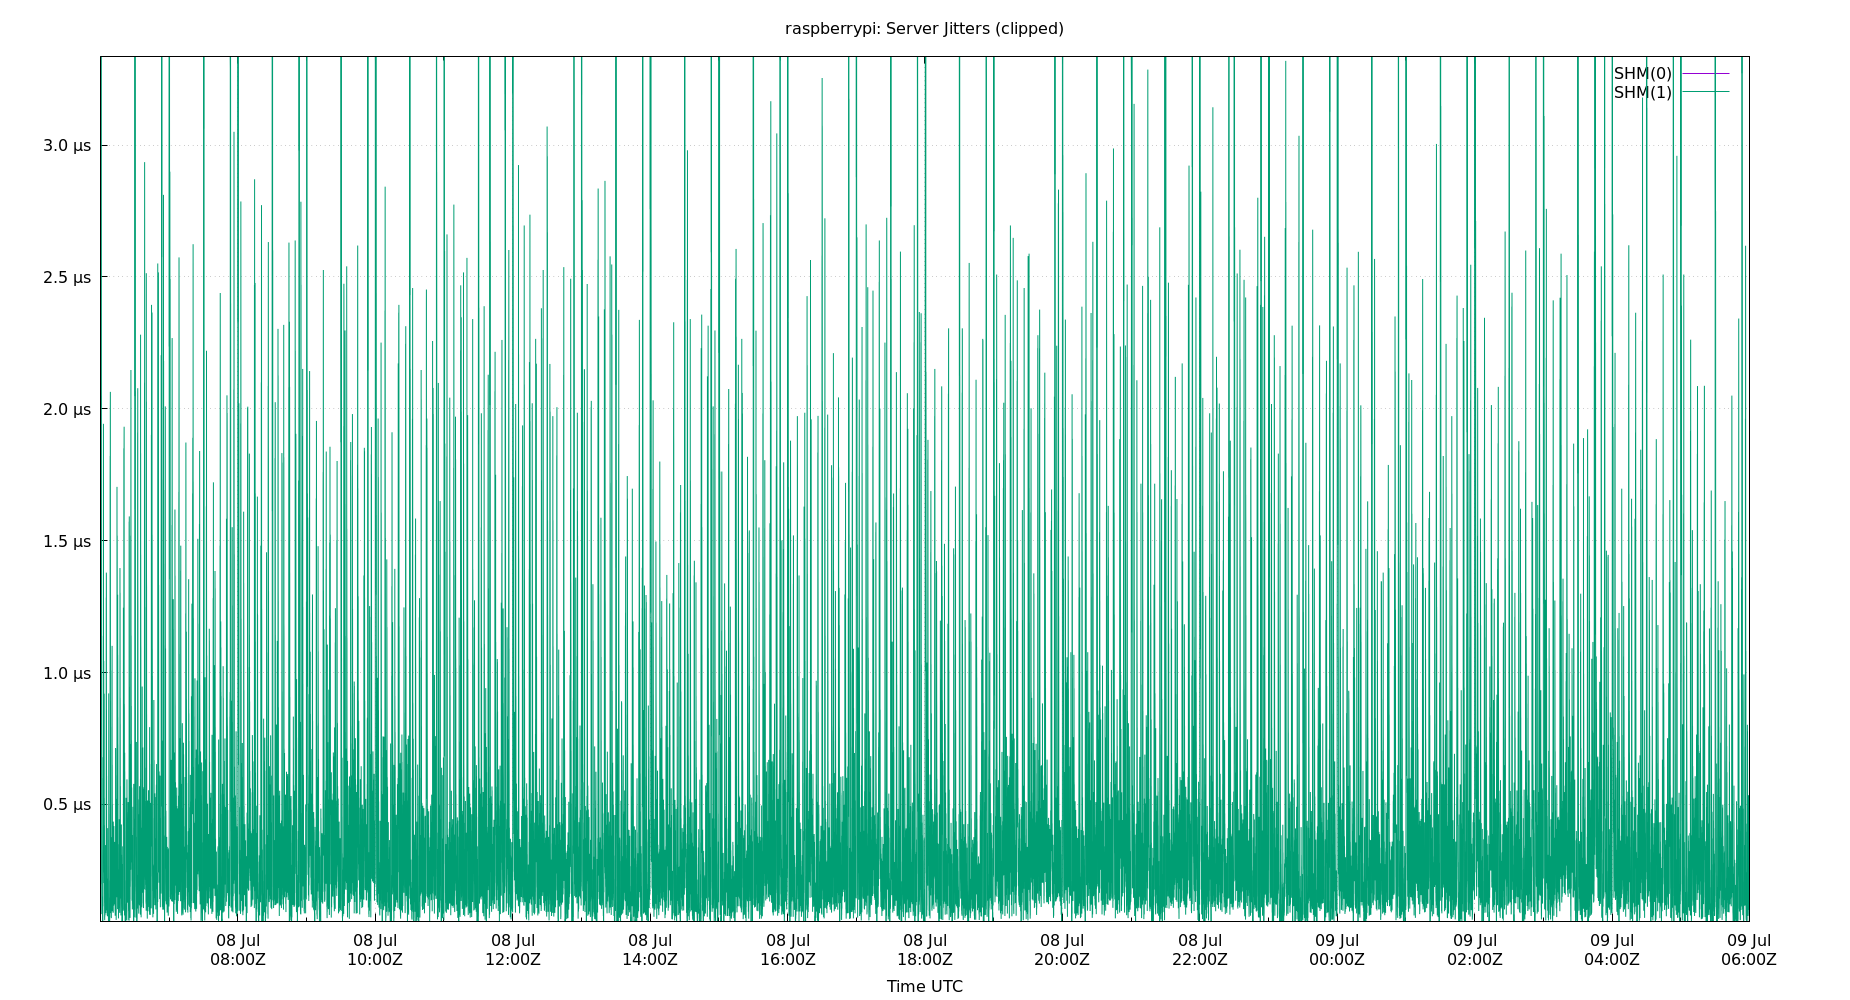 raspberrypi: Server Jitters (clipped)
SHM(0)
SHM(1)
3.0 µs
2.5 µs
2.0 µs
1.5 µs
1.0 µs
0.5 µs
08 Jul 08 Jul 08 Jul 08 Jul 08 Jul 08 Jul 08 Jul 08 Jul 09 Jul 09 Jul 09 Jul 09 Jul
08:00Z 10:00Z 12:00Z 14:00Z 16:00Z 18:00Z 20:00Z 22:00Z 00:00Z 02:00Z 04:00Z 06:00Z
Time UTC